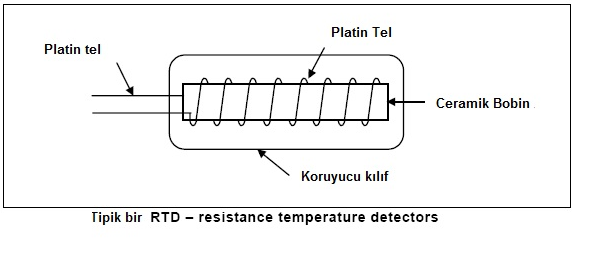 Platin Tel
Platin tel
Ceramik Bobin
Koruyucu kılıf
Tipik bir RTD – resistance temperature detectors